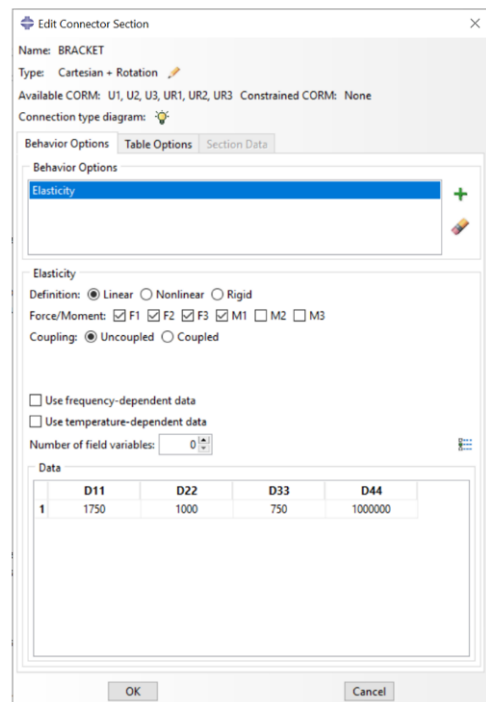 Edit Connector Section
Name: BRACKET
Type: Cartesian + Rotation
Available CORM: U1, U2, U3, UR1, UR2, UR3 Constrained CORM: None
Connection type diagram:
Behavior Options Table Options Section Data
Behavior Options
Elasticity
Elasticity
Definition: Linear Nonlinear Rigid
Force/Moment: F1 F2 F3 M1 M2 M3
Coupling: Uncoupled Coupled
Use frequency-dependent data
Use temperature-dependent data
Number of field variables: 0
Data
D11 D22 D33 D44
1 1750 1000 750 1000000
OK Cancel